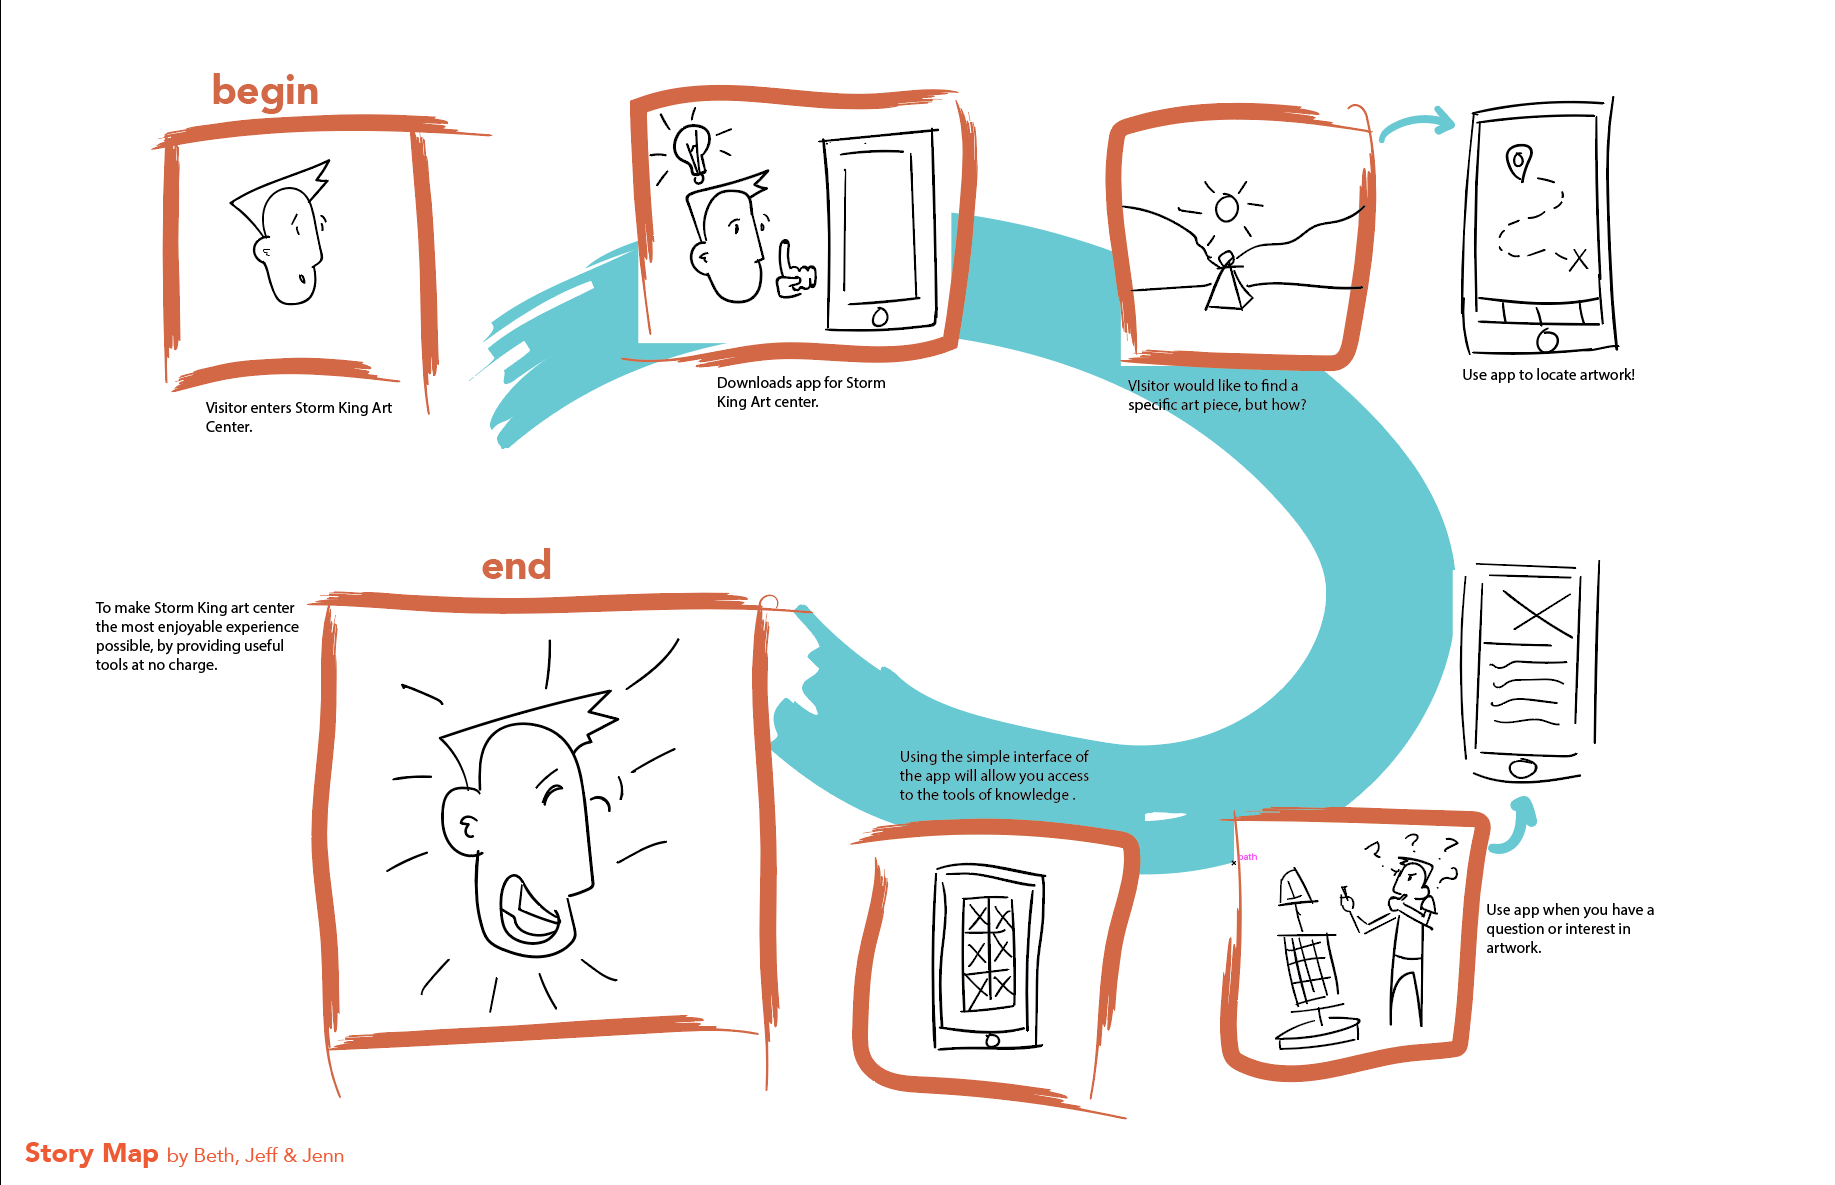 begin
Visitor enters Storm King Art
Center.
Downloads app for Storm
King Art center.
VIsitor would like to find a
specific art piece, but how?
Use app to locate artwork!
end
To make Storm King art center
the most enjoyable experience
possible, by providing useful
tools at no charge.
Using the simple interface of
the app will allow you access
to the tools of knowledge .
path
? ? ? ?
Use app when you have a
question or interest in
artwork.
Story Map by Beth, Jeff & Jenn